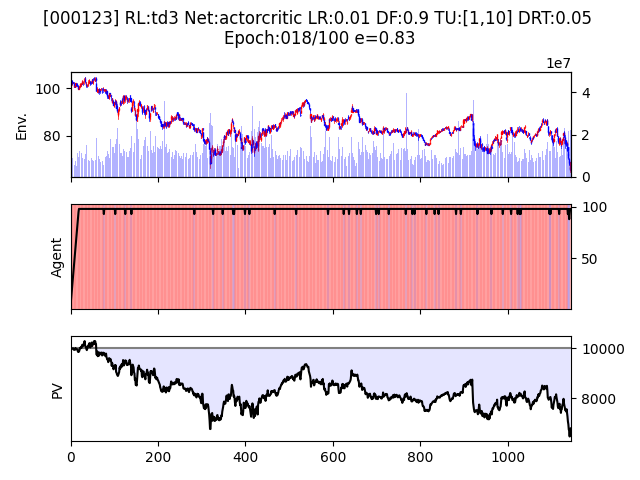 [000123] RL:td3 Net:actorcritic LR:0.01 DF:0.9 TU:[1,10] DRT:0.05
Epoch:018/100 e=0.83
1e7
Env.
100
80
4
2
0
Agent
100
50
PV
10000
8000
0 200 400 600 800 1000